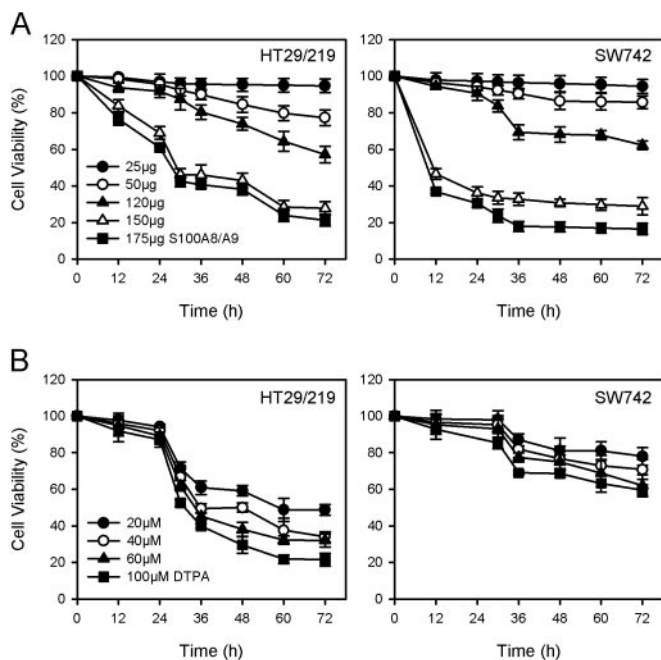 A
HT29/219
SW742
120
100
80
60
40
20
0
Cell Viability (%)
25µg
50µg
120µg
150µg
175µg S100A8/A9
0 12 24 36 48 60 72
Time (h)
120
100
80
60
40
20
0
0 12 24 36 48 60 72
Time (h)
B
HT29/219
SW742
120
100
80
60
40
20
0
Cell Viability (%)
20µM
40µM
60µM
100µM DTPA
0 12 24 36 48 60 72
Time (h)
120
100
80
60
40
20
0
0 12 24 36 48 60 72
Time (h)